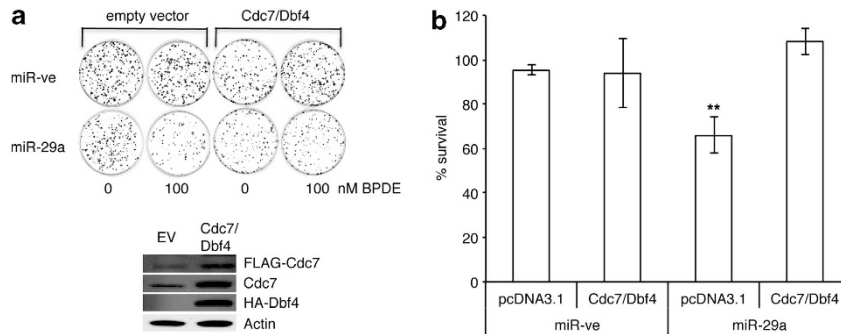 a
empty vector
Cdc7/Dbf4
miR-ve
miR-29a
0
100
0
100
nM BPDE
EV
Cdc7/
Dbf4
FLAG-Cdc7
Cdc7
HA-Dbf4
Actin
b
% survival
120
100
80
60
40
20
0
**
pcDNA3.1
Cdc7/Dbf4
pcDNA3.1
Cdc7/Dbf4
miR-ve
miR-29a